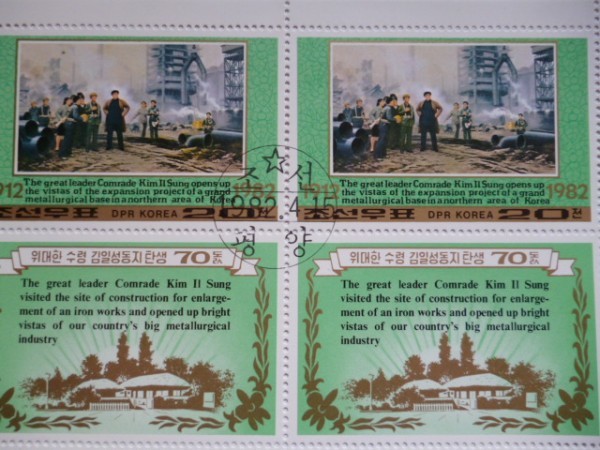 1912 1982
The great leader Comrade Kim Il Sung opens up
the vistas of the expansion project of a grand
metallurgical base in a northern area of Korea
조선우표 DPR KOREA 20전
1912 1982
The great leader Comrade Kim Il Sung opens up
the vistas of the expansion project of a grand
metallurgical base in a northern area of Korea
조선우표 DPR KOREA 20전
조선
1982.4.15
평양
위대한 수령 김일성동지 탄생 70돐
The great leader Comrade Kim Il Sung
visited the site of construction for enlarge-
ment of an iron works and opened up bright
vistas of our country's big metallurgical
industry
위대한 수령 김일성동지 탄생 70돐
The great leader Comrade Kim Il Sung
visited the site of construction for enlarge-
ment of an iron works and opened up bright
vistas of our country's big metallurgical
industry